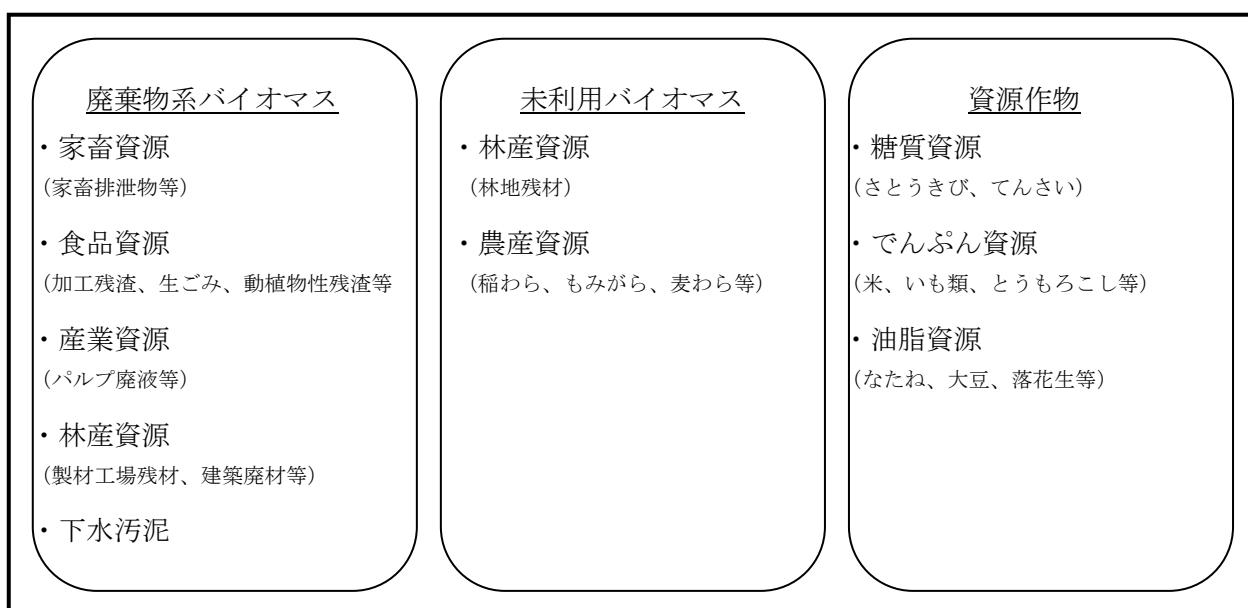 廃棄物系バイオマス
・家畜資源
（家畜排泄物等）
・食品資源
（加工残渣、生ごみ、動植物性残渣等
・産業資源
（パルプ廃液等）
・林産資源
（製材工場残材、建築廃材等）
・下水汚泥
未利用バイオマス
・林産資源
（林地残材）
・農産資源
（稲わら、もみがら、麦わら等）
資源作物
・糖質資源
（さとうきび、てんさい）
・でんぷん資源
（米、いも類、とうもろこし等）
・油脂資源
（なたね、大豆、落花生等）